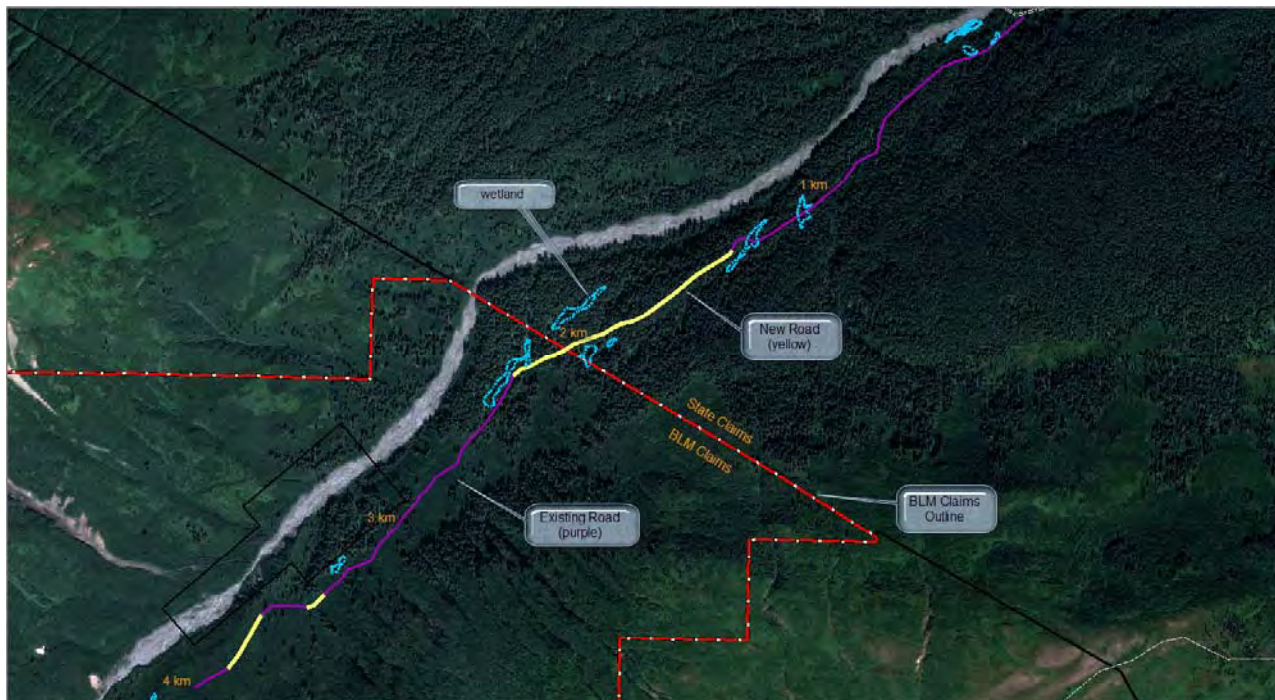 1 km
wetland
New Road
(yellow)
2 km
State Claims
BLM Claims
BLM Claims
Outline
3 km
Existing Road
(purple)
4 km